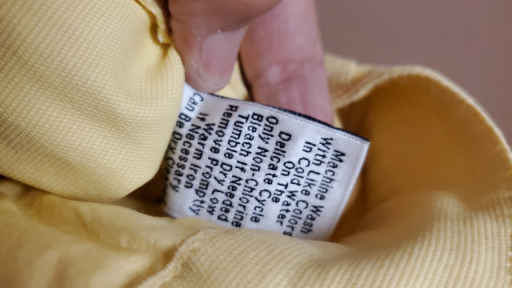 Machine Wash
With Like Colors
In Cold Water
On The
Delicate Cycle
Only Non-Chlorine
Bleach If Needed
Tumble Dry Low
Remove Promptly
Warm Iron
If Necessary
Can Be Dry